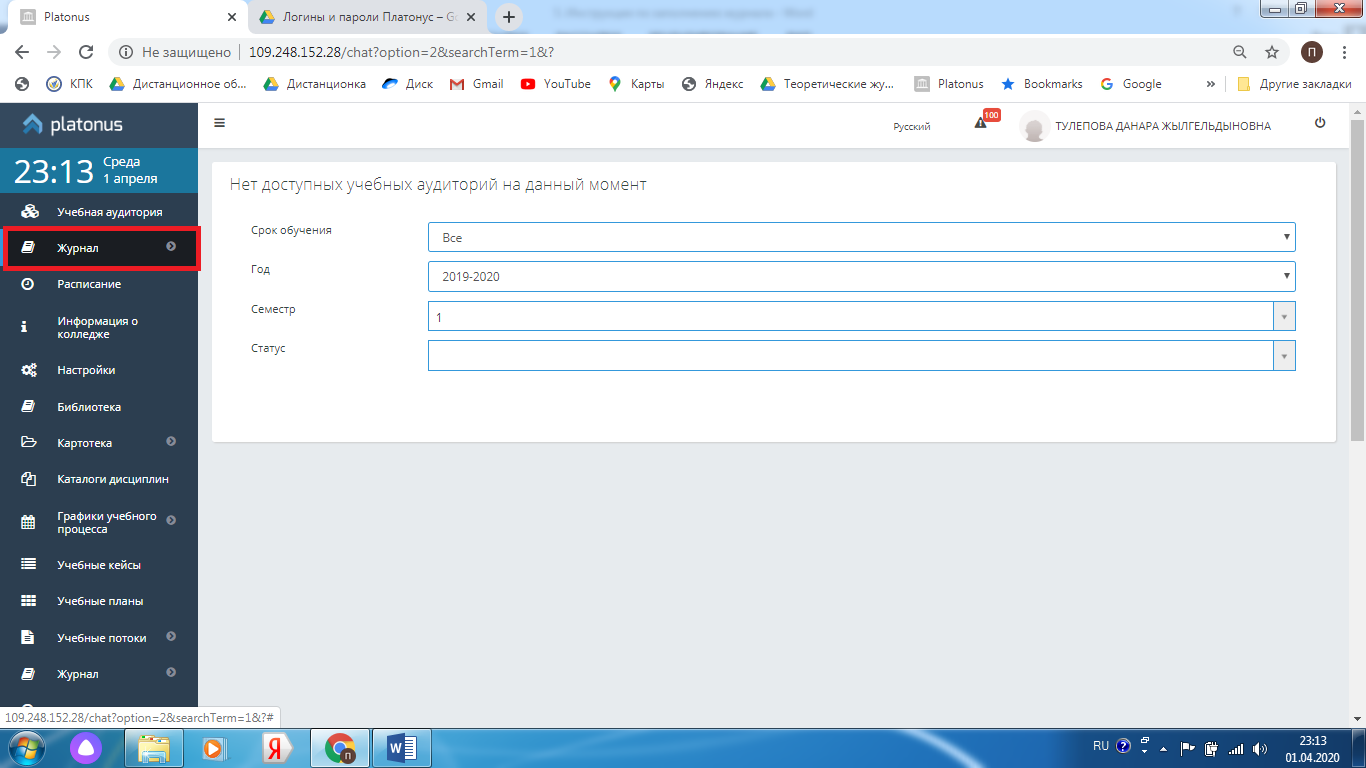 Platonus
Логины и пароли Платонус – Go
Не защищено
109.248.152.28/chat?option=2&searchTerm=1&?
П
КПК
Дистанционное об...
Дистанционка
Диск
Gmail
YouTube
Карты
Яндекс
Теоретические жу...
Platonus
Bookmarks
Google
»
Другие закладки
platonus
Русский
100
ТУЛЕПОВА ДАНАРА ЖЫЛГЕЛЬДЫНОВНА
23:13
Среда
1 апреля
Учебная аудитория
Журнал
Расписание
Информация о
колледже
Настройки
Библиотека
Картотека
Каталоги дисциплин
Графики учебного
процесса
Учебные кейсы
Учебные планы
Учебные потоки
Журнал
Нет доступных учебных аудиторий на данный момент
Срок обучения
Все
Год
2019-2020
Семестр
1
Статус
109.248.152.28/chat?option=2&searchTerm=1&?#
RU
23:13
01.04.2020